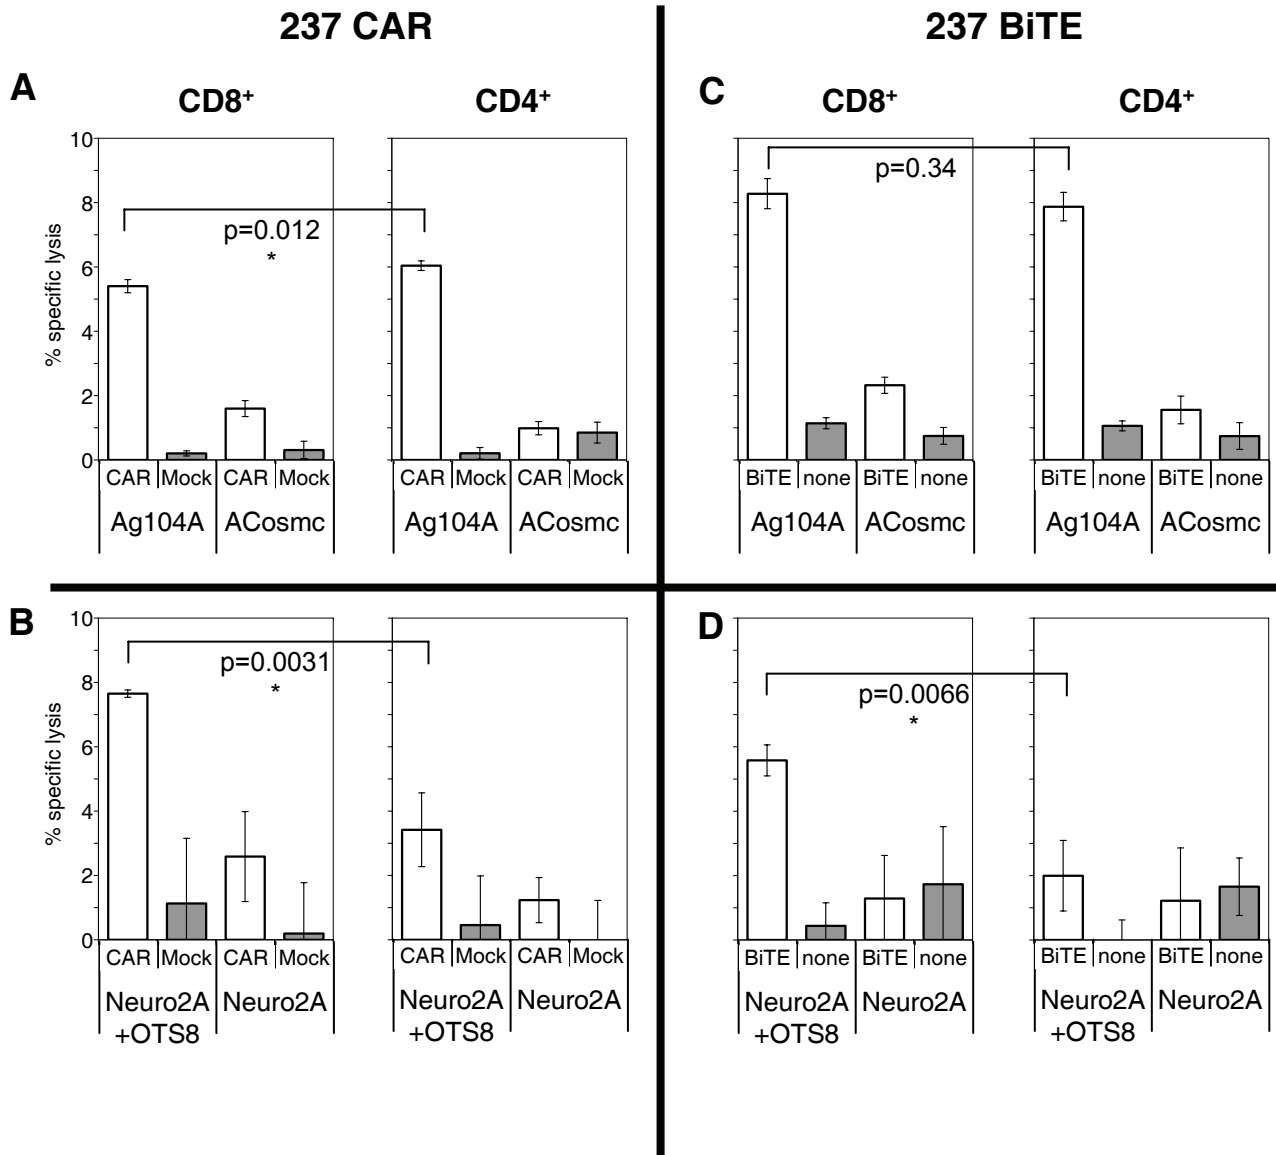 237 CAR
237 BiTE
A
CD8+
CD4+
10
8
6
4
2
0
% specific lysis
p=0.012
*
CAR Mock CAR Mock
Ag104A ACosmc
CAR Mock CAR Mock
Ag104A ACosmc
C
CD8+
CD4+
p=0.34
BiTE none BiTE none
Ag104A ACosmc
BiTE none BiTE none
Ag104A ACosmc
B
10
8
6
4
2
0
% specific lysis
p=0.0031
*
CAR Mock CAR Mock
Neuro2A Neuro2A
+OTS8
CAR Mock CAR Mock
Neuro2A Neuro2A
+OTS8
D
p=0.0066
*
BiTE none BiTE none
Neuro2A Neuro2A
+OTS8
BiTE none BiTE none
Neuro2A Neuro2A
+OTS8